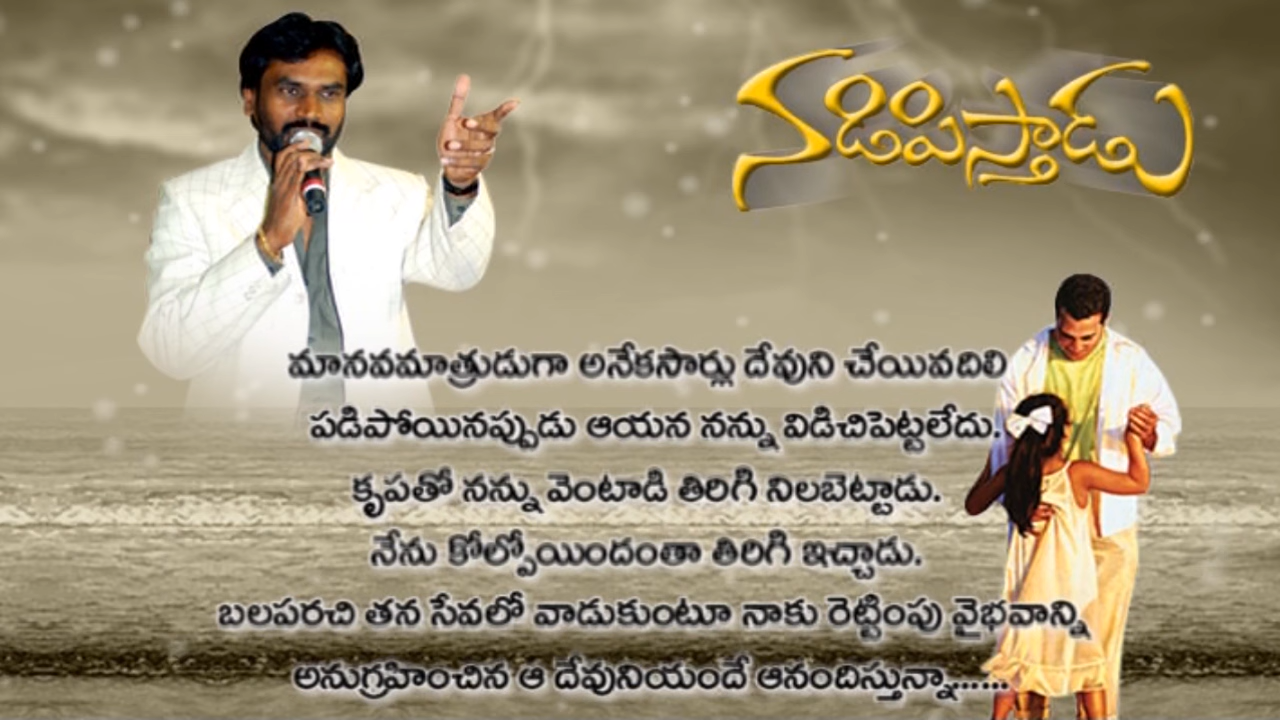 నడిపిస్తాడు
మానవమాత్రుడుగా అనేకసార్లు దేవుని చేయివదిలి
పడిపోయినప్పుడు ఆయన నన్ను విడిచిపెట్టలేదు.
కృపతో నన్ను వెంటాడి తిరిగి నిలబెట్టాడు.
నేను కోల్పోయిందంతా తిరిగి ఇచ్చాడు.
బలపరచి తన సేవలో వాడుకుంటూ నాకు రెట్టింపు వైభవాన్ని
అనుగ్రహించిన ఆ దేవునియందే ఆనందిస్తున్నా......